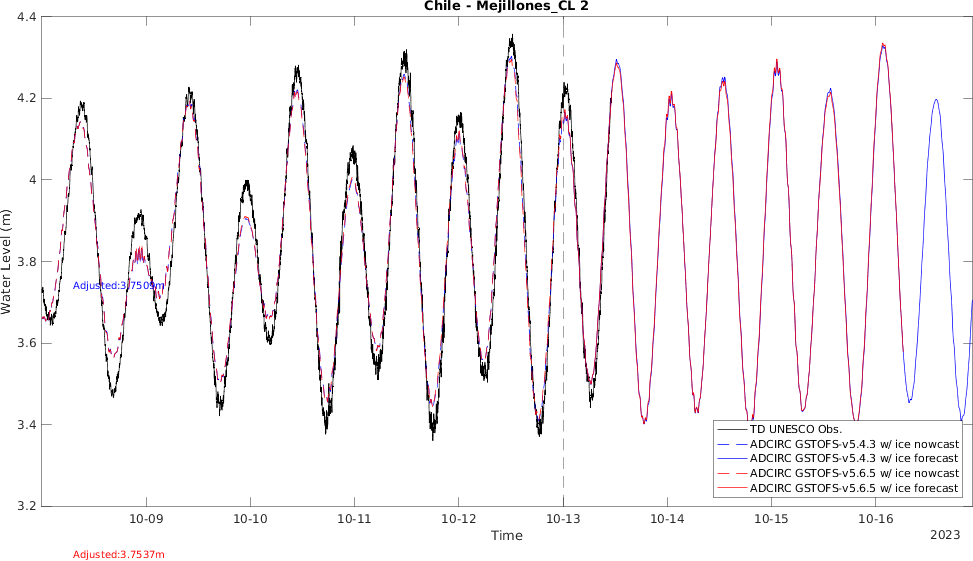 Chile - Mejillones_CL 2
4.4
4.2
4
3.8
3.6
3.4
3.2
Water Level (m)
Adjusted:3.7509m
TD UNESCO Obs.
ADCIRC GSTOFS-v5.4.3 w/ ice nowcast
ADCIRC GSTOFS-v5.4.3 w/ ice forecast
ADCIRC GSTOFS-v5.6.5 w/ ice nowcast
ADCIRC GSTOFS-v5.6.5 w/ ice forecast
10-09 10-10 10-11 10-12 10-13 10-14 10-15 10-16
Time
2023
Adjusted:3.7537m